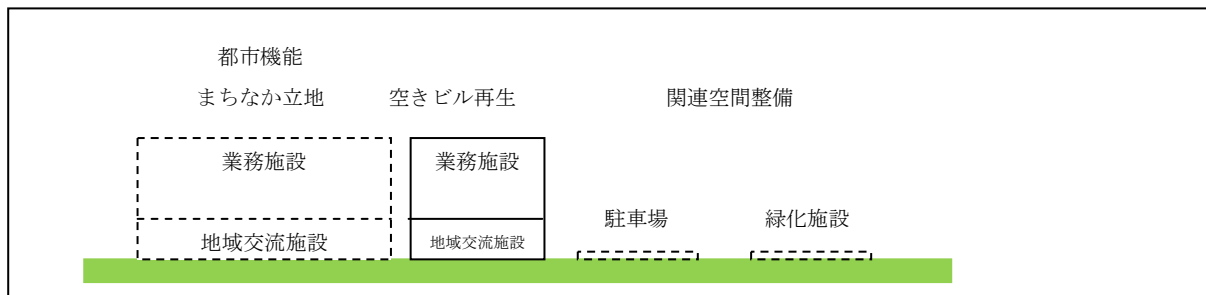 都市機能
まちなか立地
空きビル再生
関連空間整備
業務施設
業務施設
駐車場
緑化施設
地域交流施設
地域交流施設